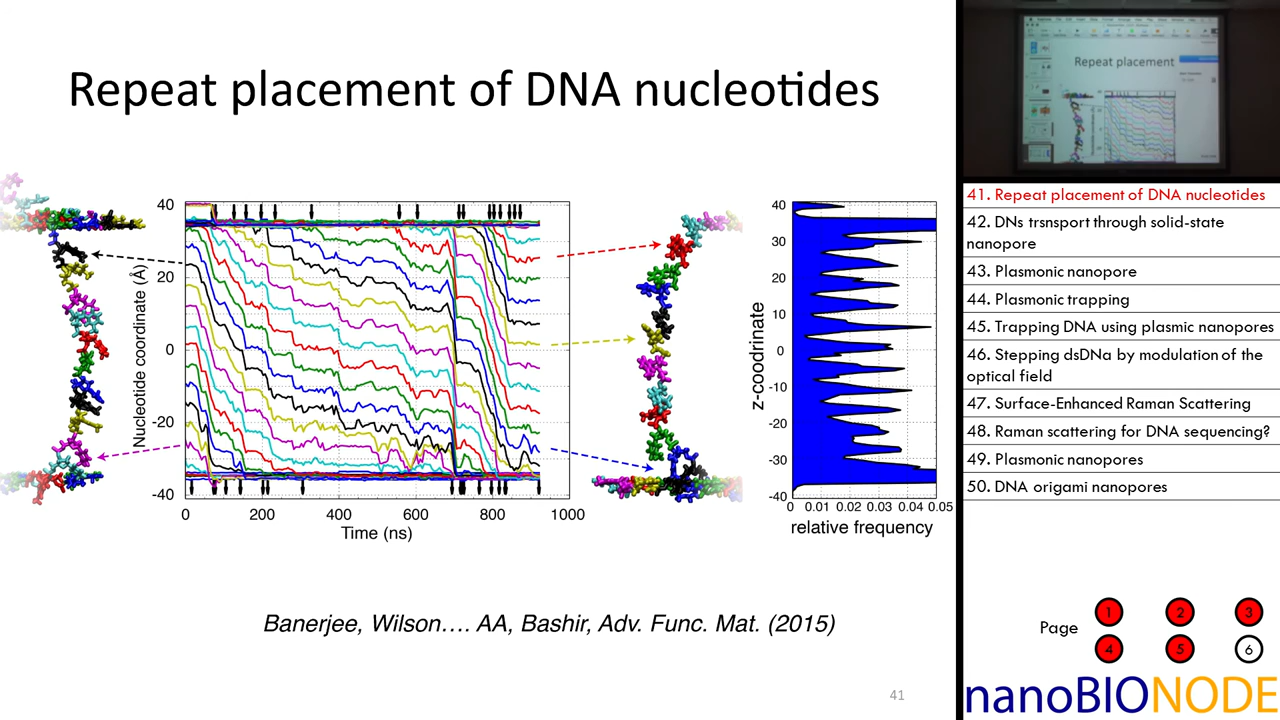 Repeat placement of DNA nucleotides
40
20
0
-20
-40
Nucleotide coordinate (Å)
0 200 400 600 800 1000
Time (ns)
40
30
20
10
0
-10
-20
-30
-40
z-coodrinate
0 0.01 0.02 0.03 0.04 0.05
relative frequency
Banerjee, Wilson.... AA, Bashir, Adv. Func. Mat. (2015)
41
Repeat placement
41. Repeat placement of DNA nucleotides
42. DNs trsnsport through solid-state
nanopore
43. Plasmonic nanopore
44. Plasmonic trapping
45. Trapping DNA using plasmic nanopores
46. Stepping dsDNa by modulation of the
optical field
47. Surface-Enhanced Raman Scattering
48. Raman scattering for DNA sequencing?
49. Plasmonic nanopores
50. DNA origami nanopores
Page
1 2 3
4 5 6
nanoBIONODE